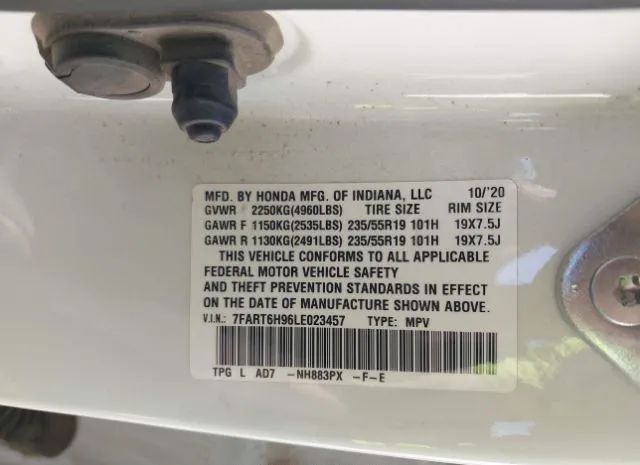 MFD. BY HONDA MFG. OF INDIANA, LLC 10/'20
GVWR 2250KG(4960LBS) TIRE SIZE RIM SIZE
GAWR F 1150KG(2535LBS) 235/55R19 101H 19X7.5J
GAWR R 1130KG(2491LBS) 235/55R19 101H 19X7.5J
THIS VEHICLE CONFORMS TO ALL APPLICABLE
FEDERAL MOTOR VEHICLE SAFETY
AND THEFT PREVENTION STANDARDS IN EFFECT
ON THE DATE OF MANUFACTURE SHOWN ABOVE.
V.I.N.: 7FART6H96LE023457 TYPE: MPV
TPG L AD7 -NH883PX -F-E